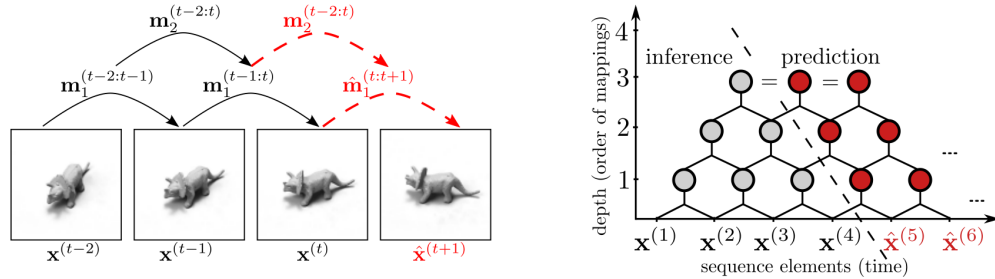 m₂^(t−2:t) m₂^(t−2:t)
m₁^(t−2:t−1) m₁^(t−1:t) m̂₁^(t:t+1)
x^(t−2) x^(t−1) x^(t) x̂^(t+1)
depth (order of mappings)
4
inference prediction
3 = =
2
...
1
...
x^(1) x^(2) x^(3) x^(4) x̂^(5) x̂^(6)
sequence elements (time)